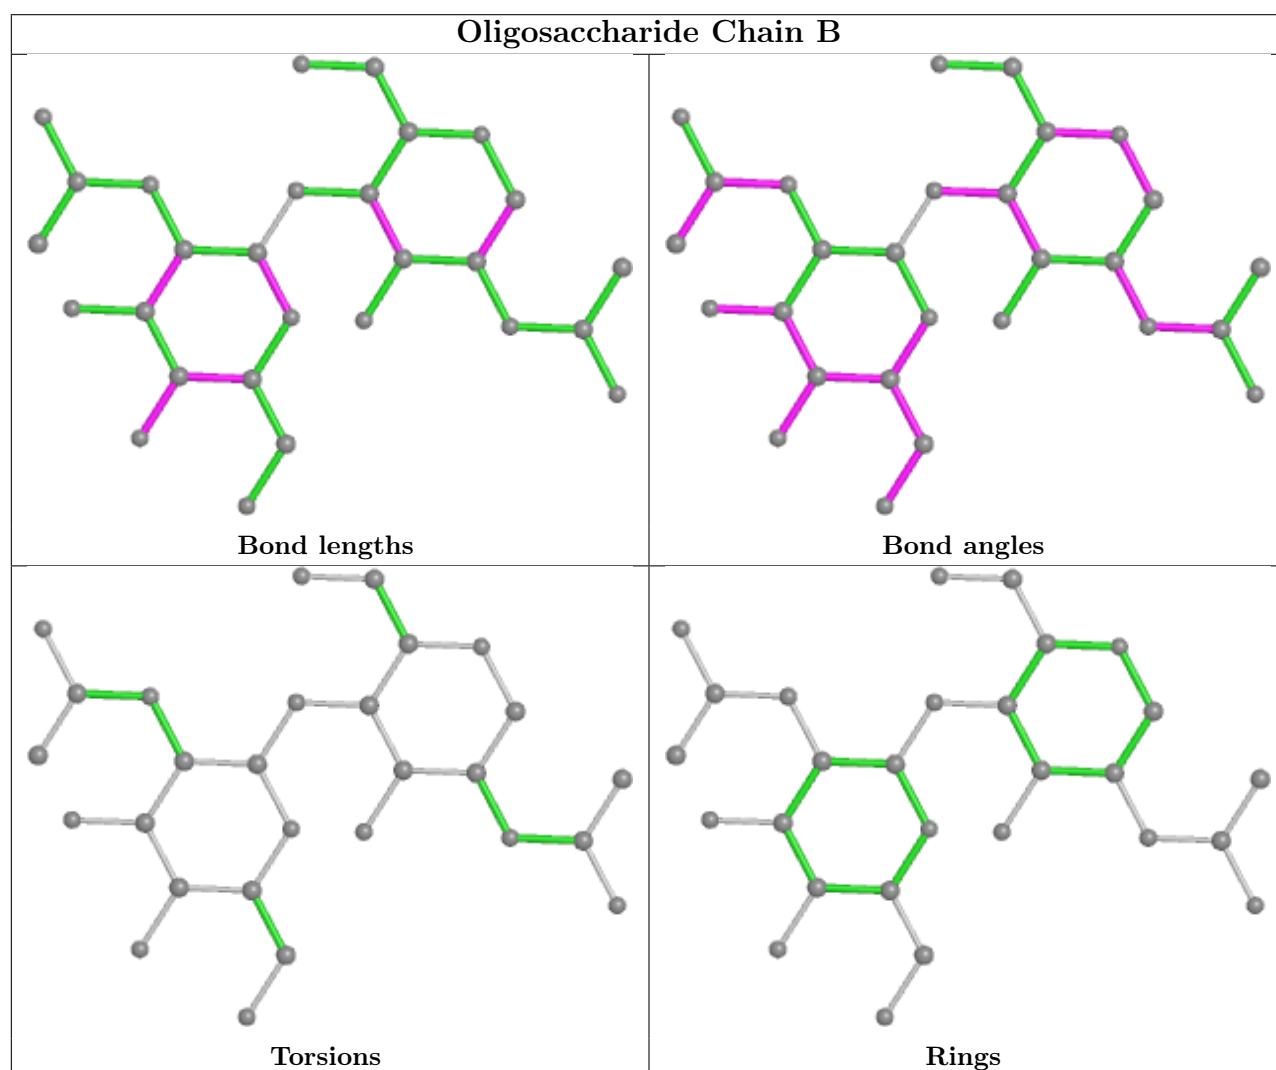 Oligosaccharide Chain B
Bond lengths
Bond angles
Torsions
Rings